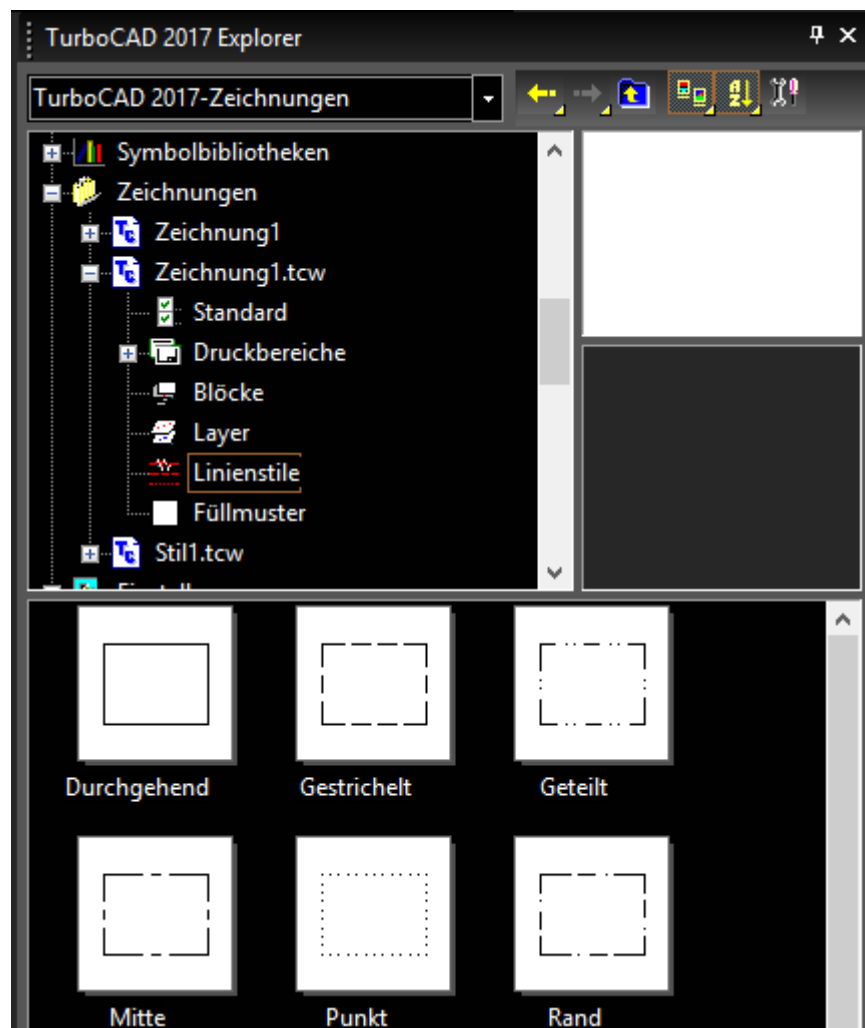 TurboCAD 2017 Explorer
TurboCAD 2017-Zeichnungen
Symbolbibliotheken
Zeichnungen
Zeichnung1
Zeichnung1.tcw
Standard
Druckbereiche
Blöcke
Layer
Linienstile
Füllmuster
Stil1.tcw
Durchgehend
Gestrichelt
Geteilt
Mitte
Punkt
Rand